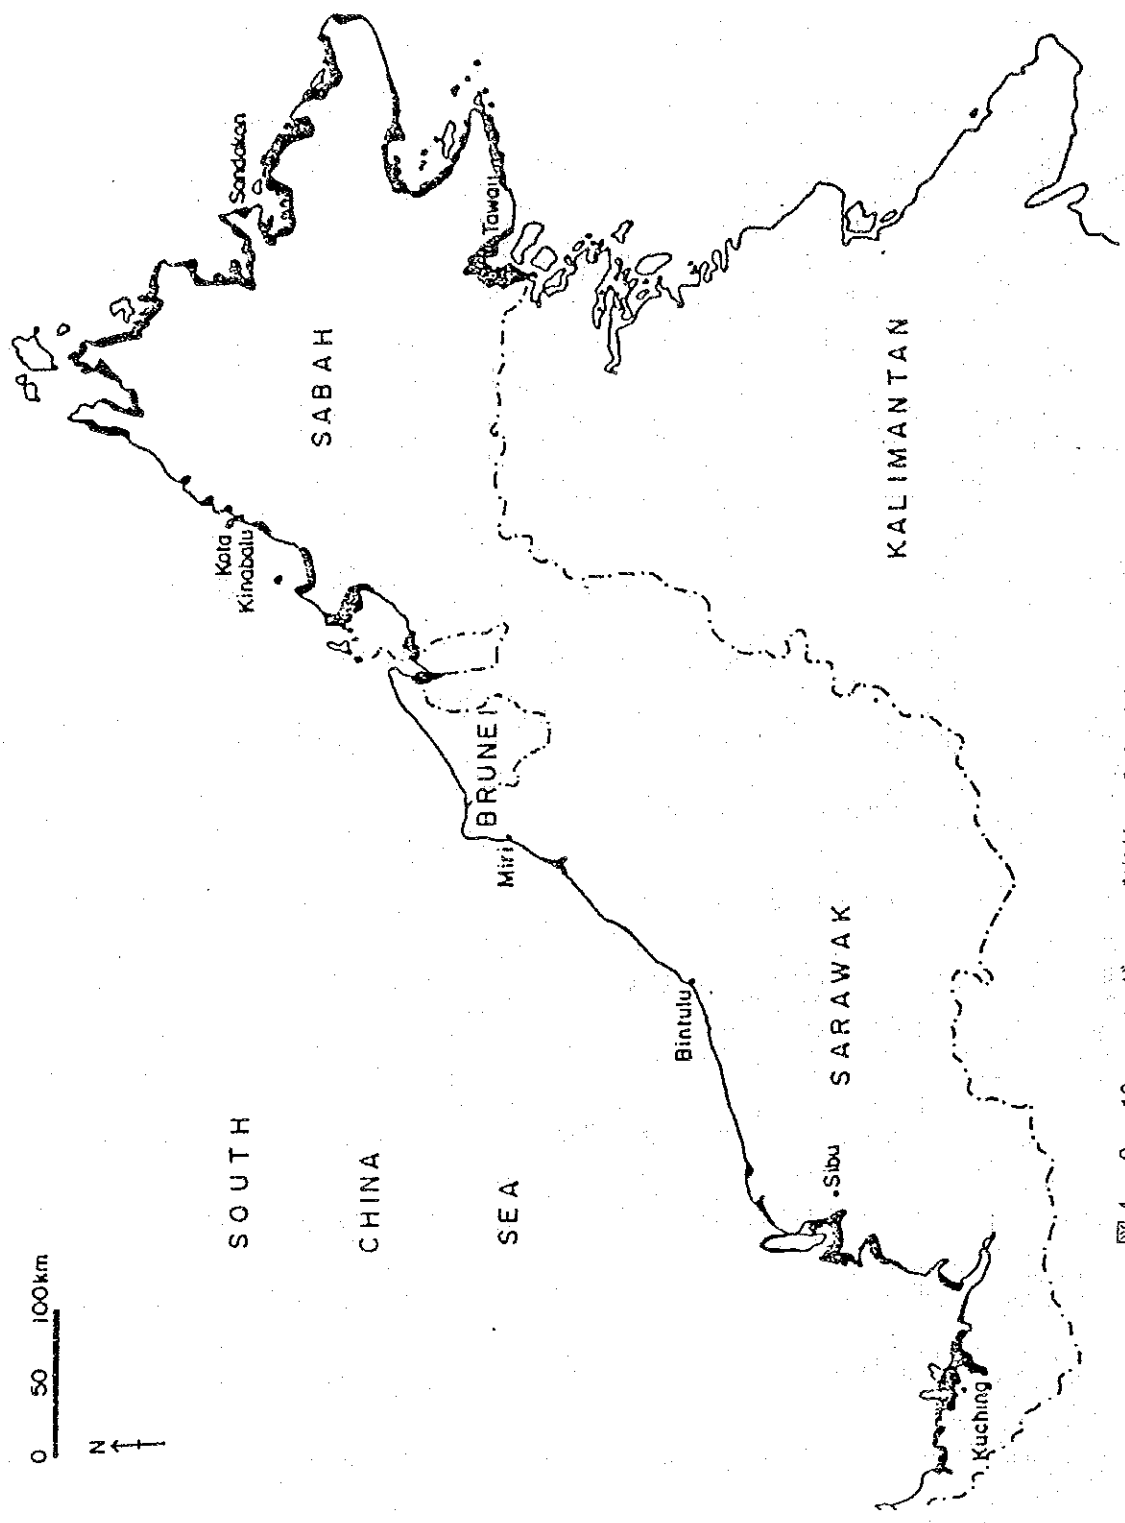 0 50 100km
N
SOUTH
CHINA
SEA
Sandakan
Kota
Kinabalu
SABAH
Tawau
BRUNEI
Miri
Bintulu
SARAWAK
Sibu
Kuching
KALIMANTAN